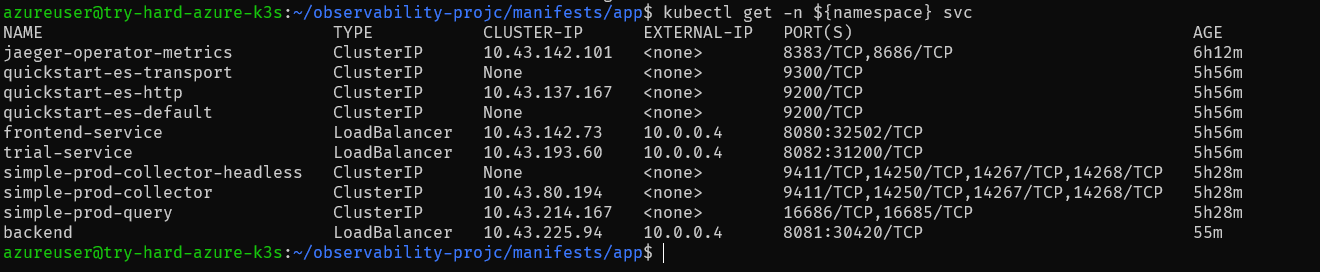 azureuser@try-hard-azure-k3s:~/observability-projc/manifests/app$ kubectl get -n ${namespace} svc
NAME TYPE CLUSTER-IP EXTERNAL-IP PORT(S) AGE
jaeger-operator-metrics ClusterIP 10.43.142.101 <none> 8383/TCP,8686/TCP 6h12m
quickstart-es-transport ClusterIP None <none> 9300/TCP 5h56m
quickstart-es-http ClusterIP 10.43.137.167 <none> 9200/TCP 5h56m
quickstart-es-default ClusterIP None <none> 9200/TCP 5h56m
frontend-service LoadBalancer 10.43.142.73 10.0.0.4 8080:32502/TCP 5h56m
trial-service LoadBalancer 10.43.193.60 10.0.0.4 8082:31200/TCP 5h56m
simple-prod-collector-headless ClusterIP None <none> 9411/TCP,14250/TCP,14267/TCP,14268/TCP 5h28m
simple-prod-collector ClusterIP 10.43.80.194 <none> 9411/TCP,14250/TCP,14267/TCP,14268/TCP 5h28m
simple-prod-query ClusterIP 10.43.214.167 <none> 16686/TCP,16685/TCP 5h28m
backend LoadBalancer 10.43.225.94 10.0.0.4 8081:30420/TCP 55m
azureuser@try-hard-azure-k3s:~/observability-projc/manifests/app$